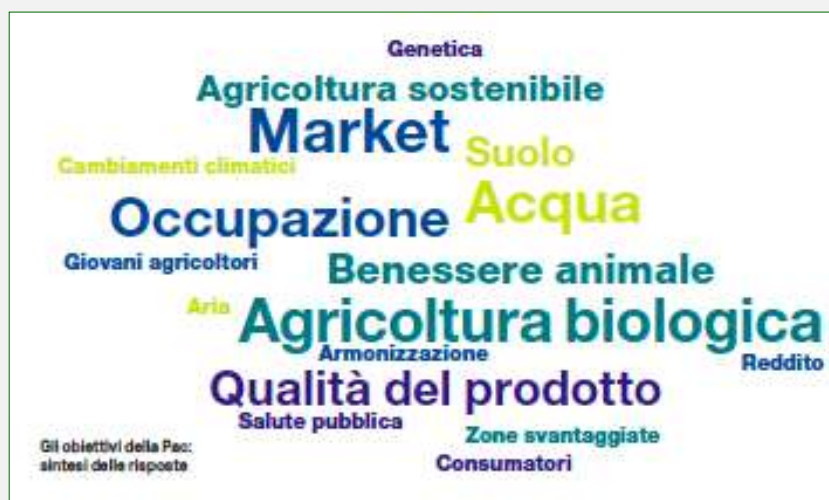 Genetica
Agricoltura sostenibile
Market
Suolo
Cambiamenti climatici
Acqua
Occupazione
Giovani agricoltori
Benessere animale
Aria
Agricoltura biologica
Armonizzazione
Reddito
Qualità del prodotto
Salute pubblica
Zone svantaggiate
Gli obiettivi della Pac:
sintesi delle risposte
Consumatori